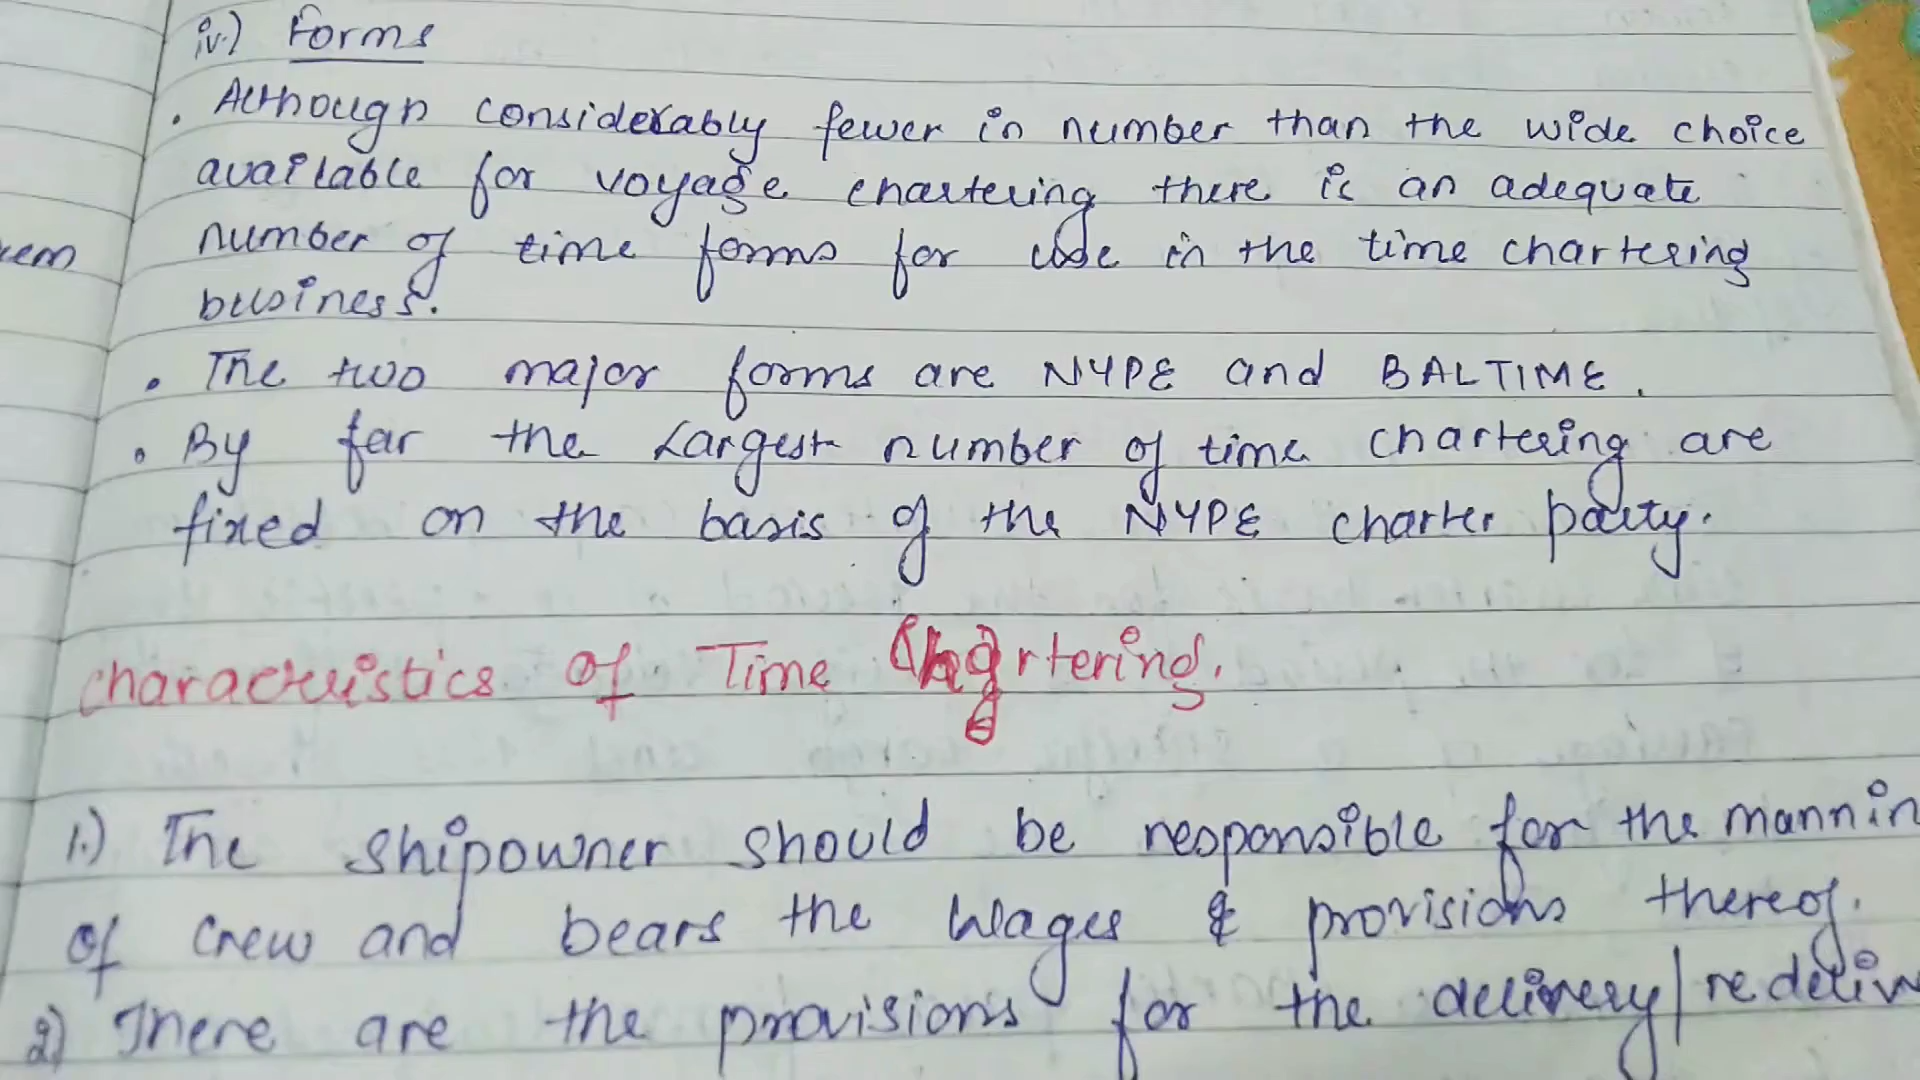 iv.) Forms
. Although considerably fewer in number than the wide choice
available for voyage chartering there is an adequate
number of time forms for use in the time chartering
business.
. The two major forms are NYPE and BALTIME.
. By far the Largest number of time chartering are
fixed on the basis of the NYPE charter party.
characteristics Of Time Chartering.
1.) The shipowner should be responsible for the mannin
of crew and bears the wages & provisions thereof.
2) There are the provisions for the delivery/redeliv